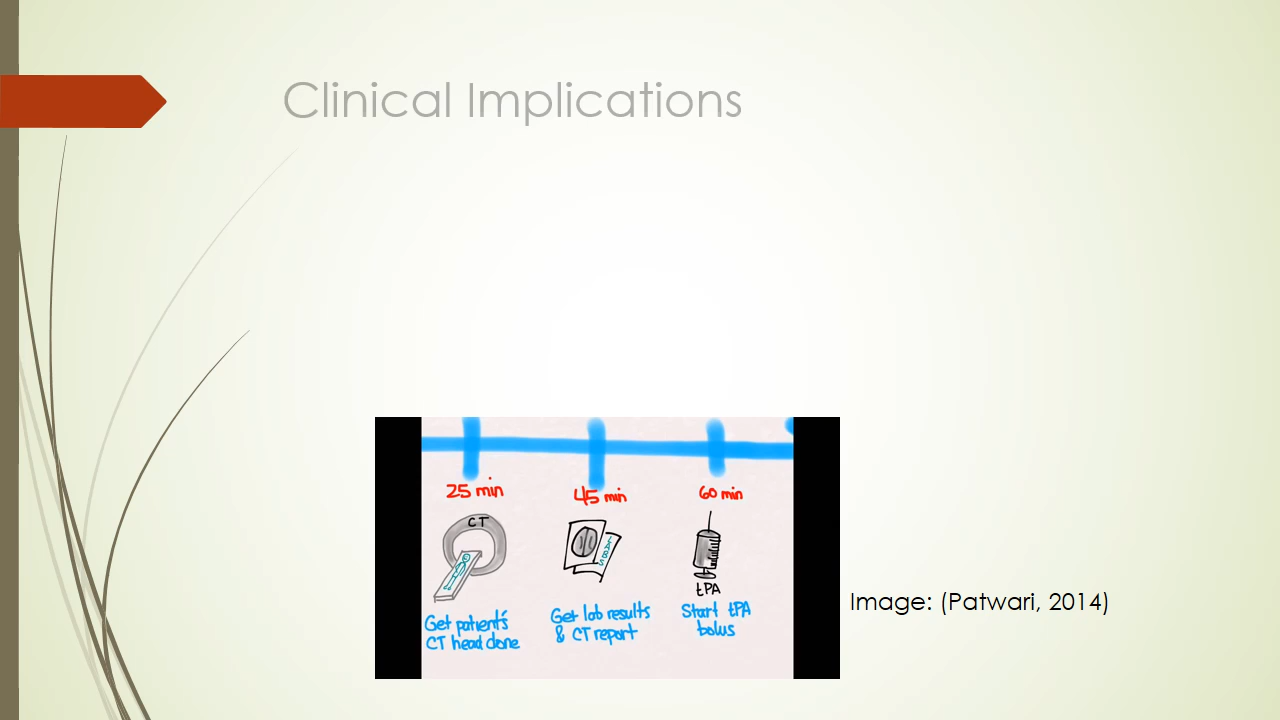 Clinical Implications
25 min
45 min
60 min
CT
LABS
tPA
Get patient's
CT head done
Get lab results
& CT report
Start tPA
bolus
Image: (Patwari, 2014)